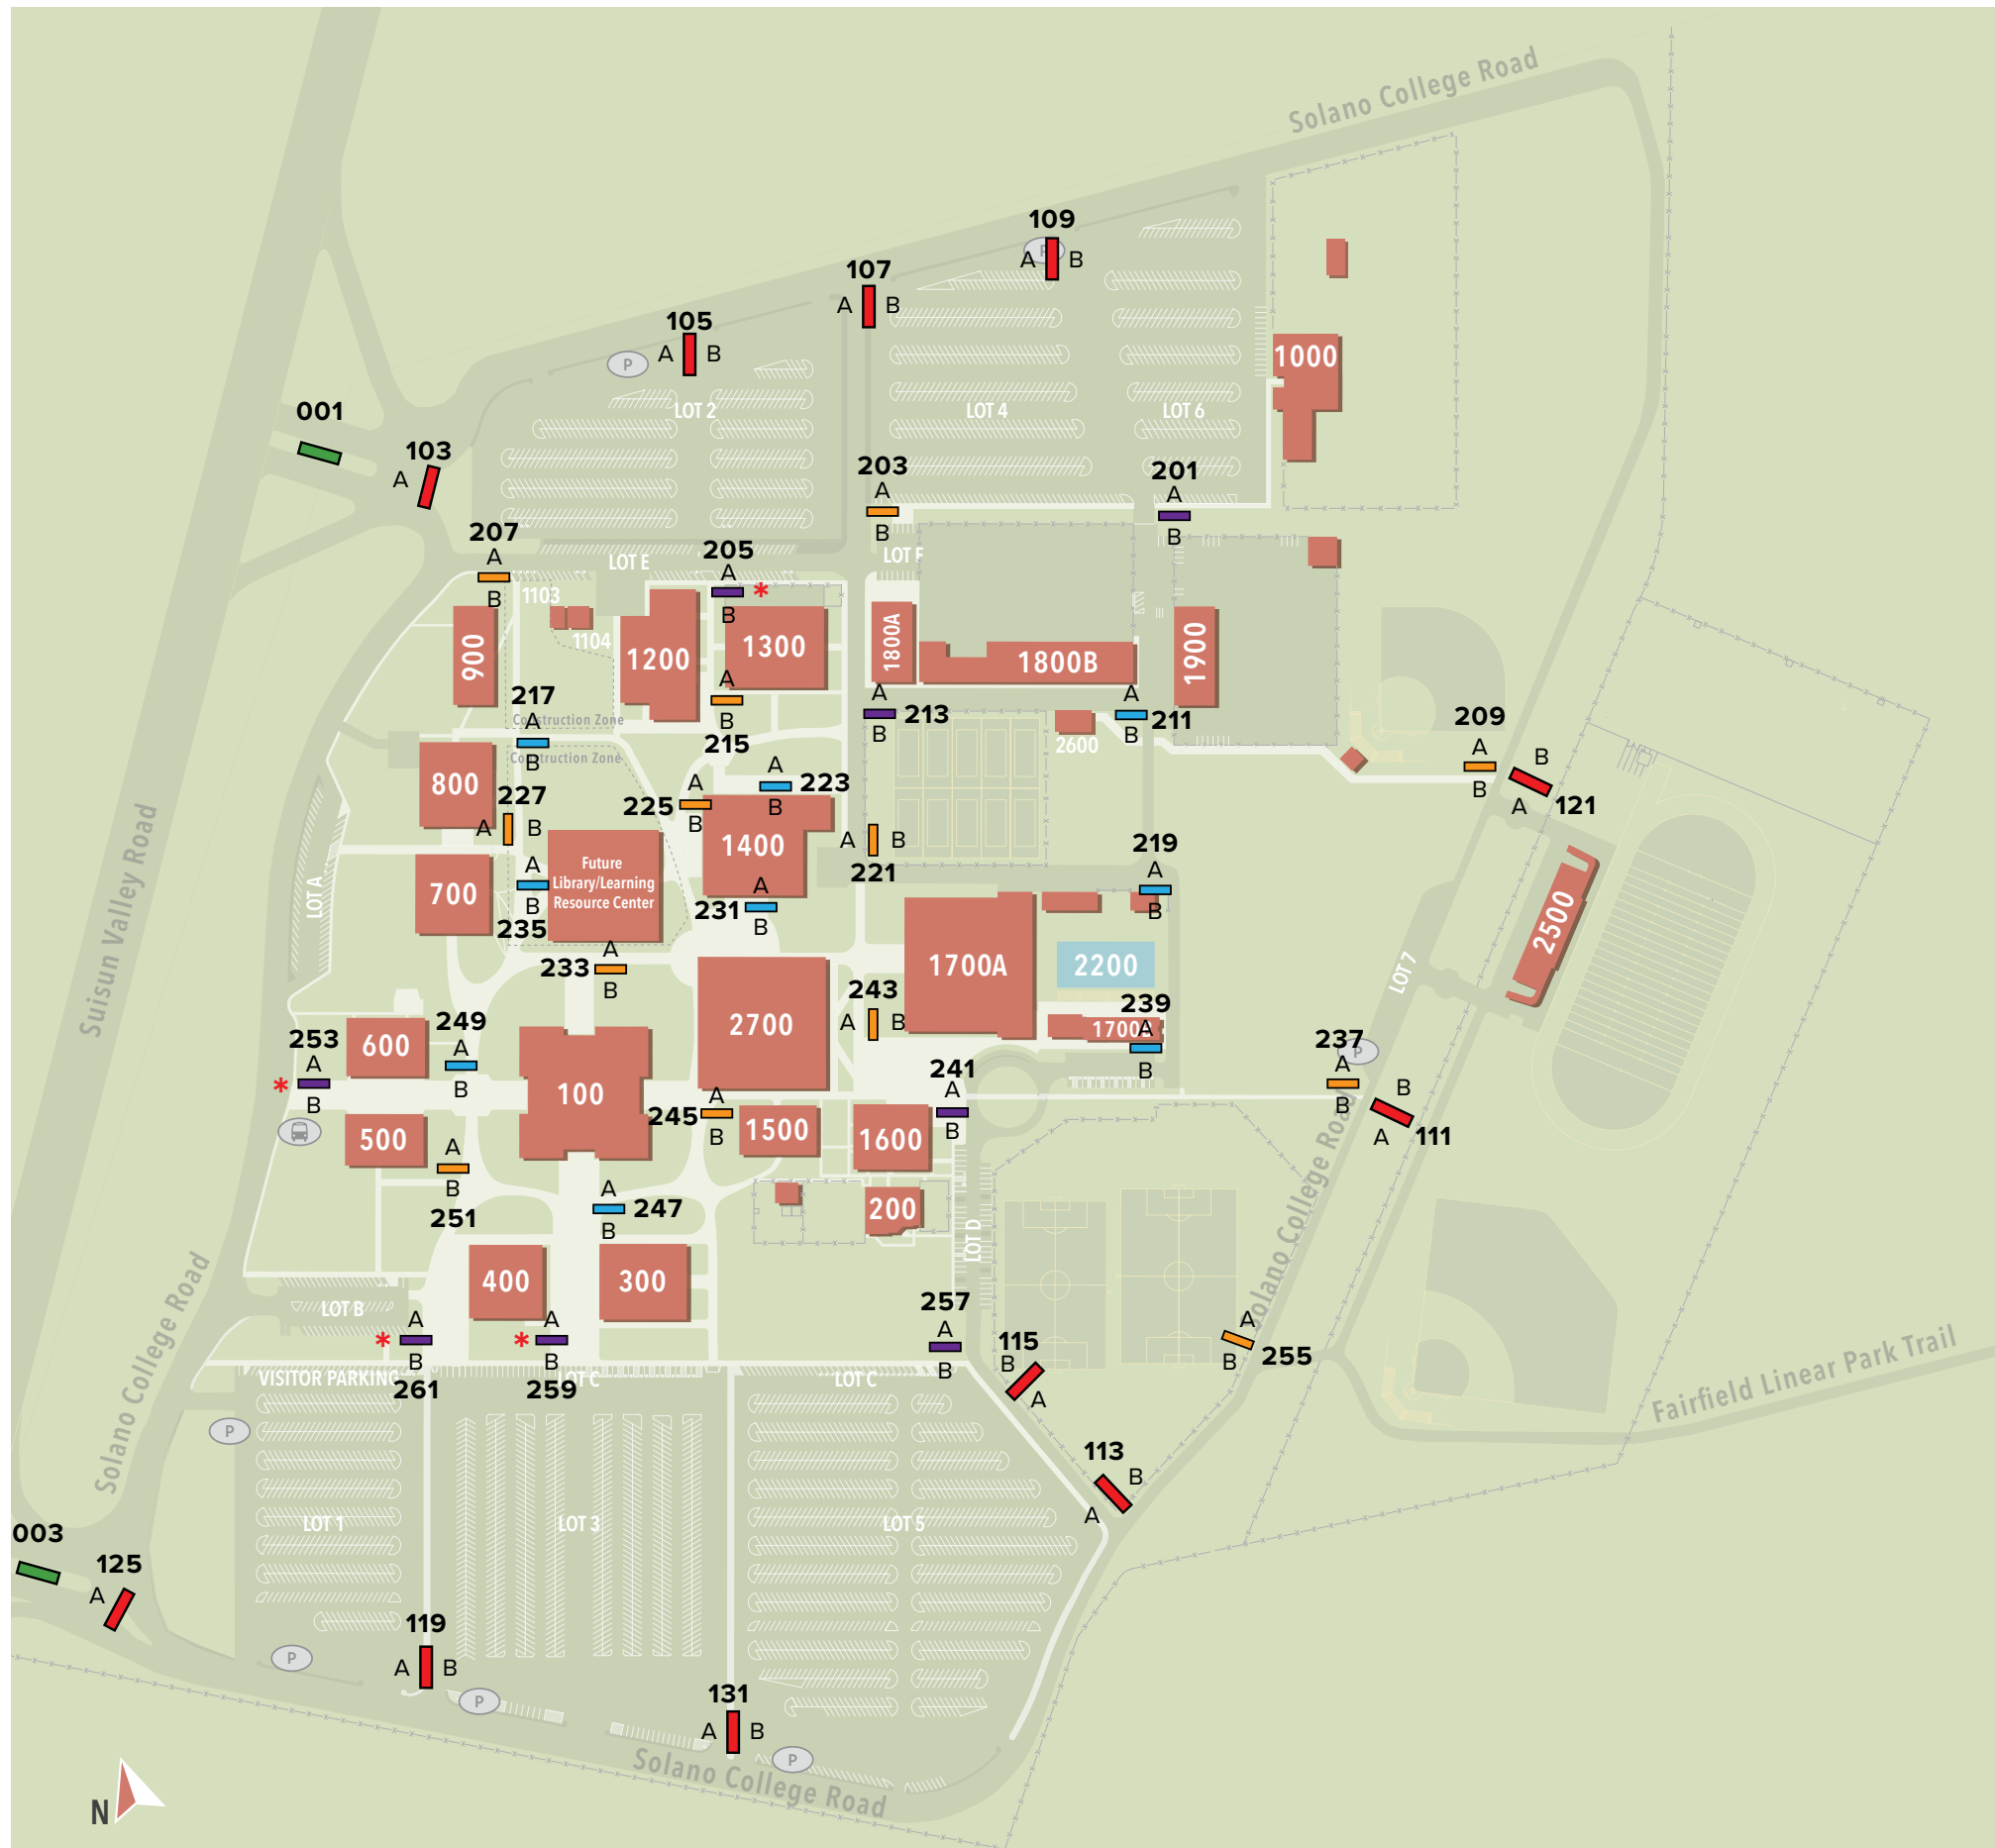 Solano College Road
109
A B
P
107
A B
105
A B
P
1000
001
LOT 2
LOT 4
LOT 6
103
A
203
A
B
201
A
B
207
A
B
205
A
*
B
LOT E
LOT F
1103
1104
900
1200
1300
1800A
1800B
1900
217
A
B
Construction Zone
Construction Zone
A
B
215
A
213
B
A
211
B
2600
209
A
B
B
A
121
800
227
A B
225
A
B
A
223
B
1400
A B
221
219
A
B
Suisun Valley Road
LOT A
700
A
B
235
Future
Library/Learning
Resource Center
A
231
B
2500
1700A
2200
233
A
B
LOT 7
2700
243
A B
239
1700
A
B
253
A
*
B
600
249
A
B
100
237
P
A
B
B
A
111
241
A
B
245
A
B
1500
1600
500
A
B
251
A
247
B
200
LOT D
Solano College Road
400
300
Solano College Road
LOT B
*
A
B
261
*
A
B
259
257
A
B
115
B
A
A
B
255
Fairfield Linear Park Trail
VISITOR PARKING
LOT C
LOT C
P
113
B
A
LOT 1
LOT 3
LOT 5
003
125
A
119
A B
P
P
131
A B
P
Solano College Road
N